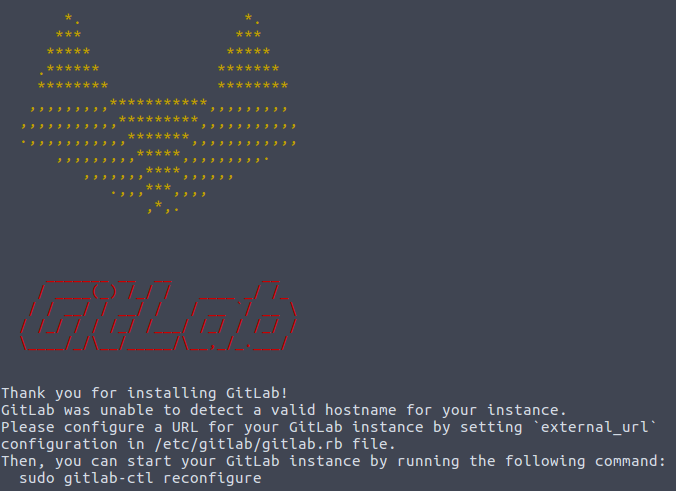 Thank you for installing GitLab!
GitLab was unable to detect a valid hostname for your instance.
Please configure a URL for your GitLab instance by setting `external_url`
configuration in /etc/gitlab/gitlab.rb file.
Then, you can start your GitLab instance by running the following command:
sudo gitlab-ctl reconfigure